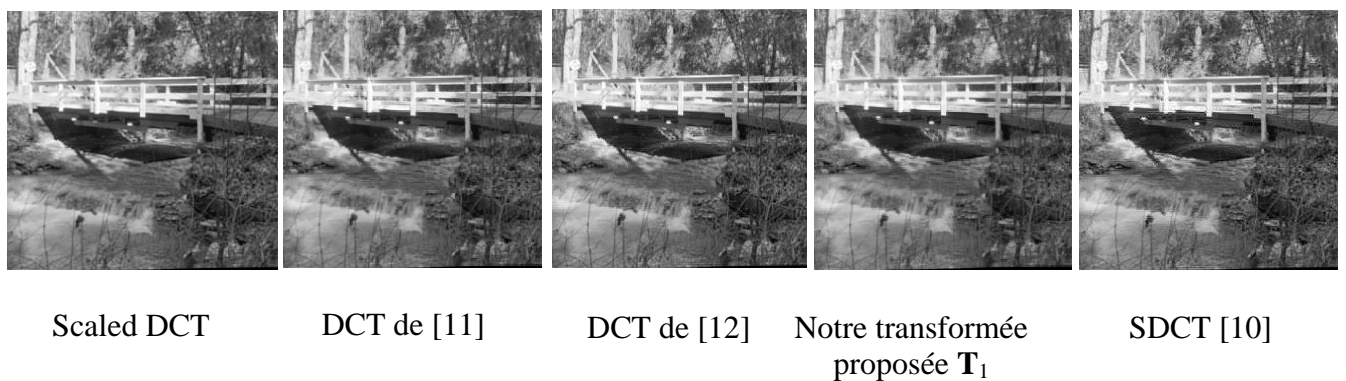 Scaled DCT
DCT de [11]
DCT de [12]
Notre transformée
proposée T₁
SDCT [10]